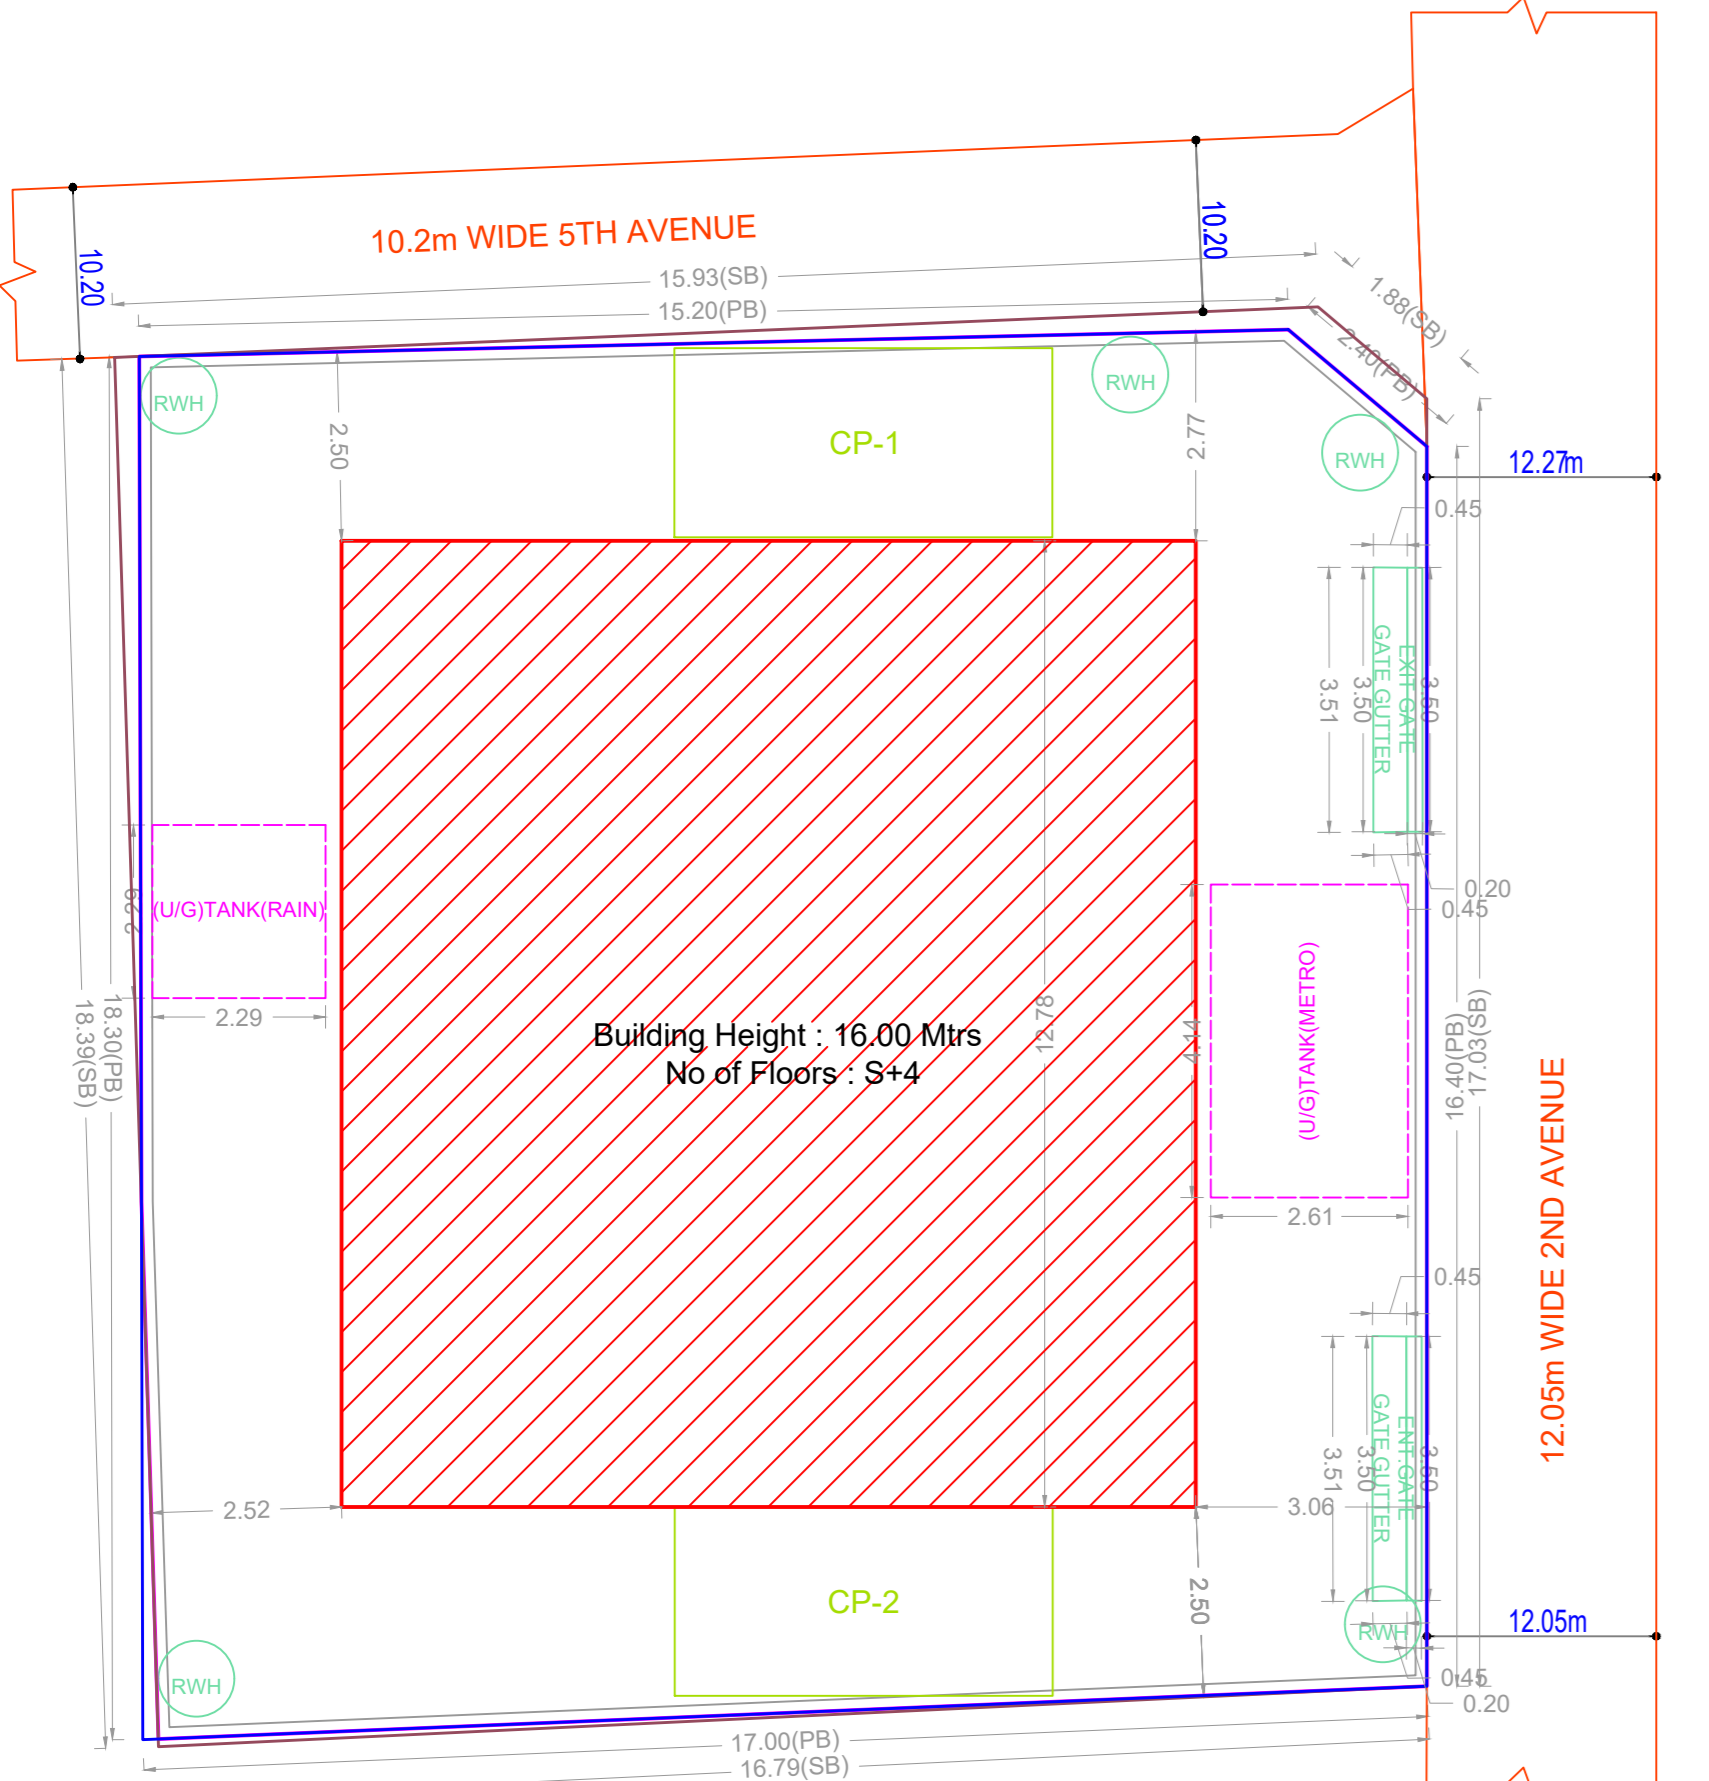 10.2m WIDE 5TH AVENUE
10.20
10.20
15.93(SB)
15.20(PB)
1.88(SB)
2.40(PB)
RWH
RWH
RWH
CP-1
2.50
2.77
12.27m
0.45
EXIT GATE
GATE GUTTER
3.51
3.50
3.50
0.20
0.45
(U/G)TANK(RAIN)
2.29
2.29
18.39(SB)
18.30(PB)
Building Height : 16.00 Mtrs
No of Floors : S+4
12.78
4.14
(U/G)TANK(METRO)
2.61
16.40(PB)
17.03(SB)
12.05m WIDE 2ND AVENUE
0.45
ENT.GATE
GATE GUTTER
3.51
3.50
3.50
2.52
3.06
CP-2
2.50
12.05m
RWH
RWH
0.45
0.20
17.00(PB)
16.79(SB)